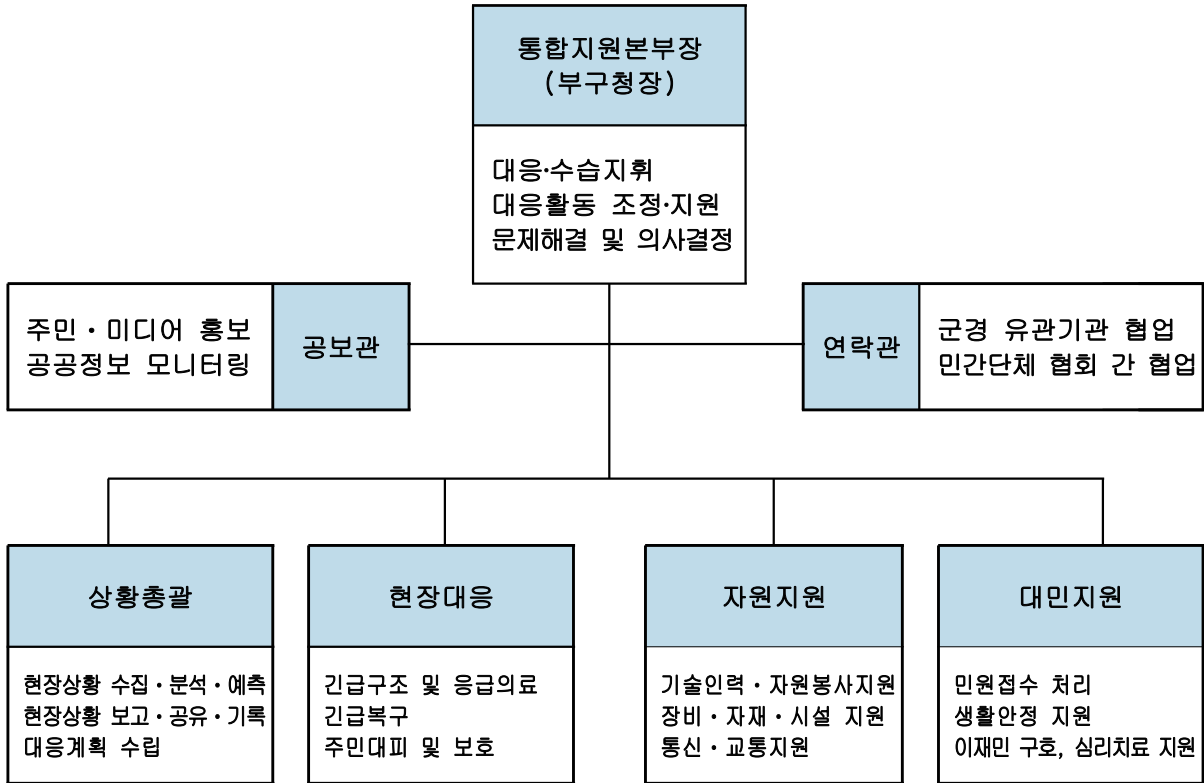 통합지원본부장
(부구청장)
대응·수습지휘
대응활동 조정·지원
문제해결 및 의사결정
주민·미디어 홍보
공공정보 모니터링
공보관
연락관
군경 유관기관 협업
민간단체 협회 간 협업
상황총괄
현장상황 수집·분석·예측
현장상황 보고·공유·기록
대응계획 수립
현장대응
긴급구조 및 응급의료
긴급복구
주민대피 및 보호
자원지원
기술인력·자원봉사지원
장비·자재·시설 지원
통신·교통지원
대민지원
민원접수 처리
생활안정 지원
이재민 구호, 심리치료 지원